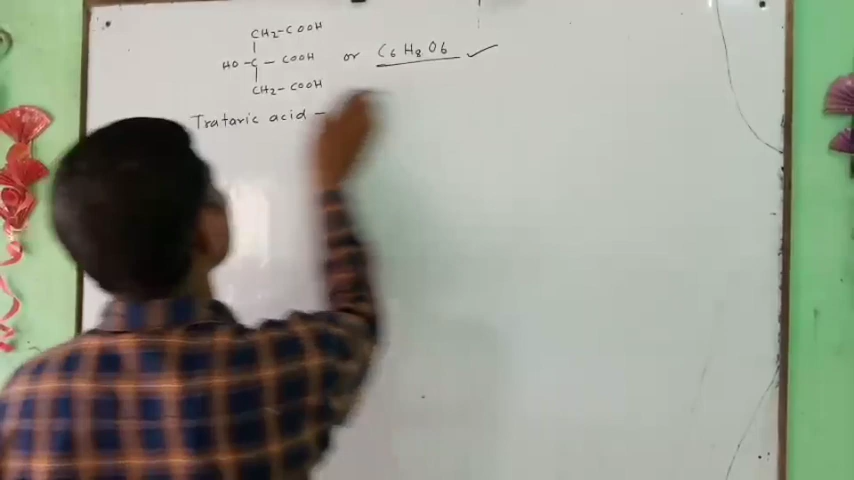 CH2-COOH
HO-C-COOH or C6H8O6
CH2-COOH
Trataric acid -